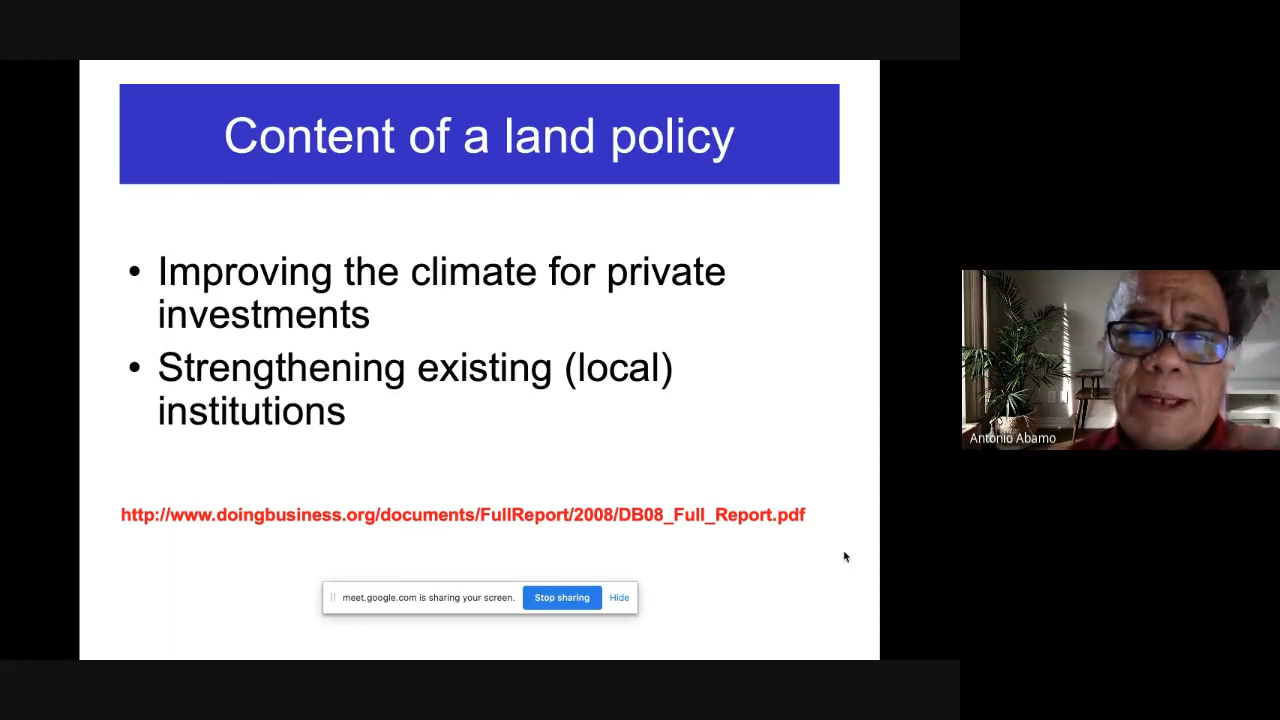 Content of a land policy
• Improving the climate for private
investments
• Strengthening existing (local)
institutions
http://www.doingbusiness.org/documents/FullReport/2008/DB08_Full_Report.pdf
meet.google.com is sharing your screen. Stop sharing Hide
Antonio Abamo